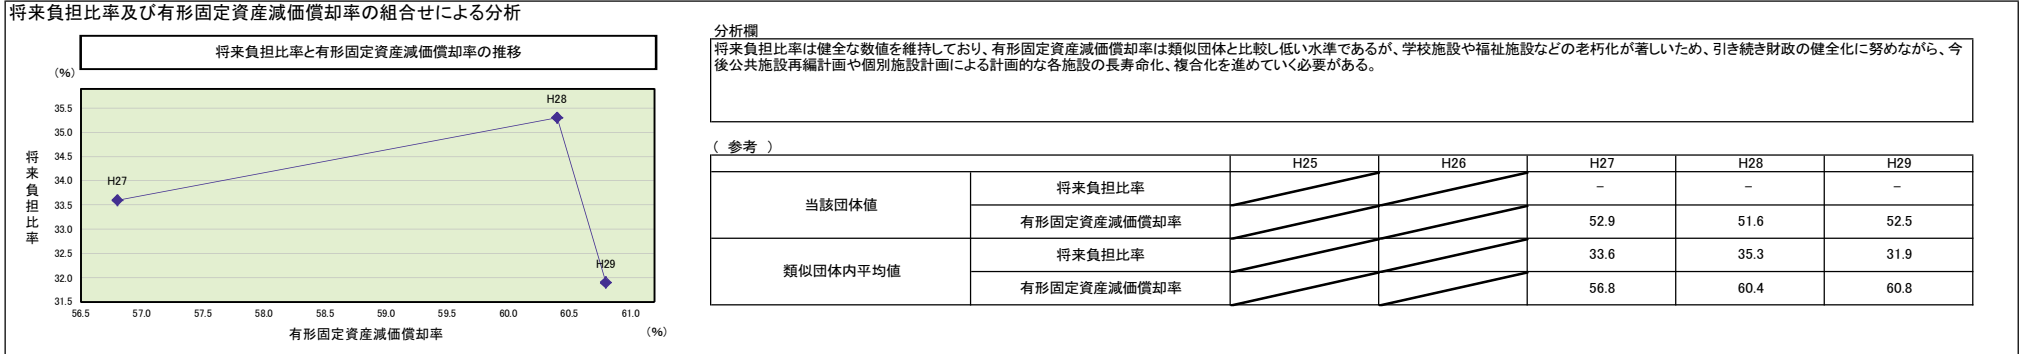 将来負担比率及び有形固定資産減価償却率の組合せによる分析
将来負担比率と有形固定資産減価償却率の推移
(%)
将来負担比率
35.5
35.0
34.5
34.0
33.5
33.0
32.5
32.0
31.5
H27
H28
H29
56.5 57.0 57.5 58.0 58.5 59.0 59.5 60.0 60.5 61.0
有形固定資産減価償却率
(%)
分析欄
将来負担比率は健全な数値を維持しており、有形固定資産減価償却率は類似団体と比較し低い水準であるが、学校施設や福祉施設などの老朽化が著しいため、引き続き財政の健全化に努めながら、今
後公共施設再編計画や個別施設計画による計画的な各施設の長寿命化、複合化を進めていく必要がある。
( 参考 )
H25 H26 H27 H28 H29
当該団体値
将来負担比率 - - -
有形固定資産減価償却率 52.9 51.6 52.5
類似団体内平均値
将来負担比率 33.6 35.3 31.9
有形固定資産減価償却率 56.8 60.4 60.8